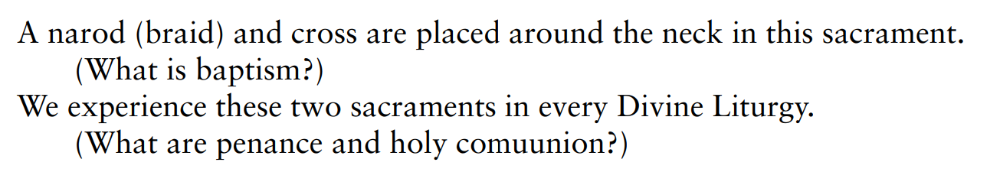 A narod (braid) and cross are placed around the neck in this sacrament.
(What is baptism?)
We experience these two sacraments in every Divine Liturgy.
(What are penance and holy comuunion?)